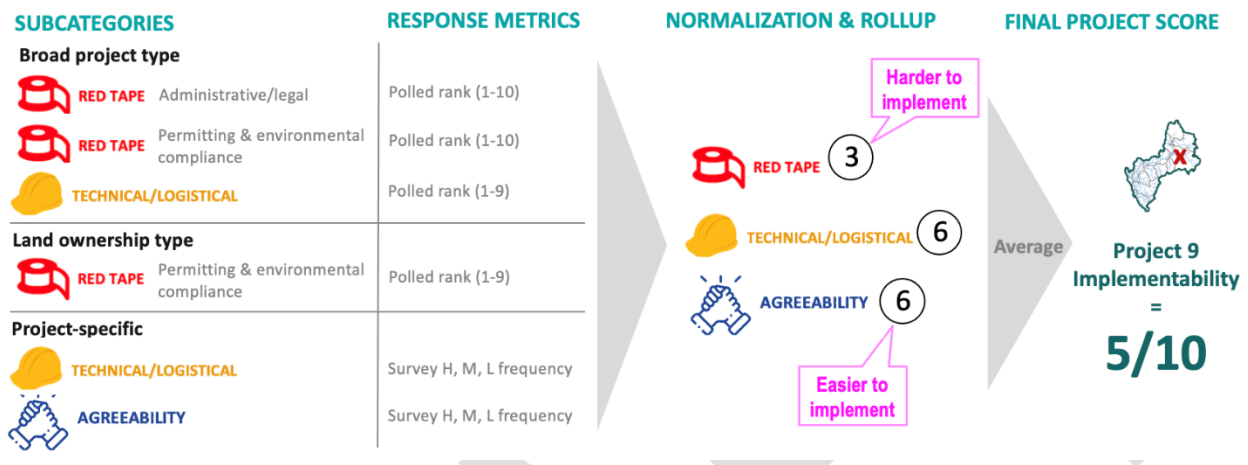 SUBCATEGORIES
RESPONSE METRICS
NORMALIZATION & ROLLUP
FINAL PROJECT SCORE
Broad project type
RED TAPE Administrative/legal
Polled rank (1-10)
RED TAPE Permitting & environmental
compliance
Polled rank (1-10)
TECHNICAL/LOGISTICAL
Polled rank (1-9)
Land ownership type
RED TAPE Permitting & environmental
compliance
Polled rank (1-9)
Project-specific
TECHNICAL/LOGISTICAL
Survey H, M, L frequency
AGREEABILITY
Survey H, M, L frequency
Harder to
implement
RED TAPE 3
TECHNICAL/LOGISTICAL 6
AGREEABILITY 6
Easier to
implement
Average
X
Project 9
Implementability
=
5/10